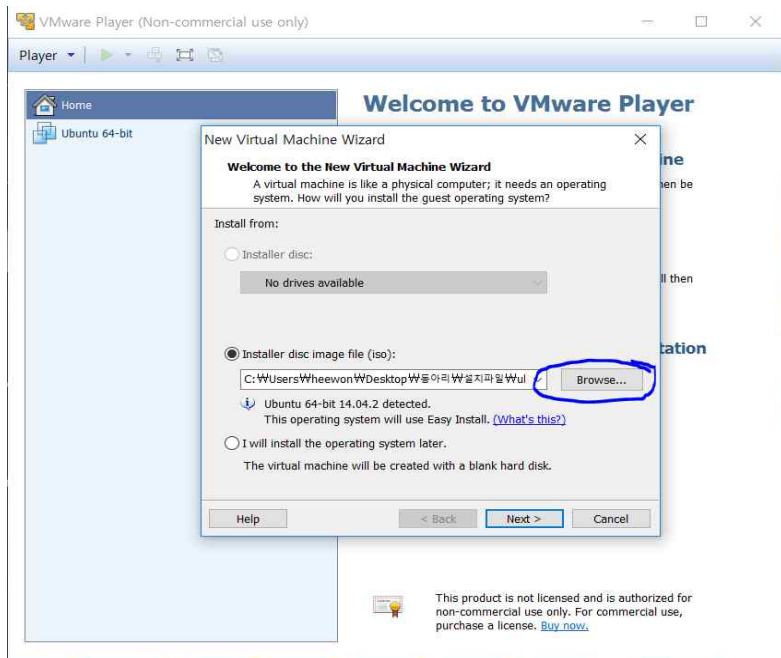 VMware Player (Non-commercial use only)
Player
Home
Ubuntu 64-bit
Welcome to VMware Player
ine
hen be
ll then
tation
New Virtual Machine Wizard
Welcome to the New Virtual Machine Wizard
A virtual machine is like a physical computer; it needs an operating
system. How will you install the guest operating system?
Install from:
Installer disc:
No drives available
Installer disc image file (iso):
C:₩Users₩heewon₩Desktop₩동아리₩설치파일₩ul
Browse...
Ubuntu 64-bit 14.04.2 detected.
This operating system will use Easy Install. (What's this?)
I will install the operating system later.
The virtual machine will be created with a blank hard disk.
Help
< Back
Next >
Cancel
This product is not licensed and is authorized for
non-commercial use only. For commercial use,
purchase a license. Buy now.